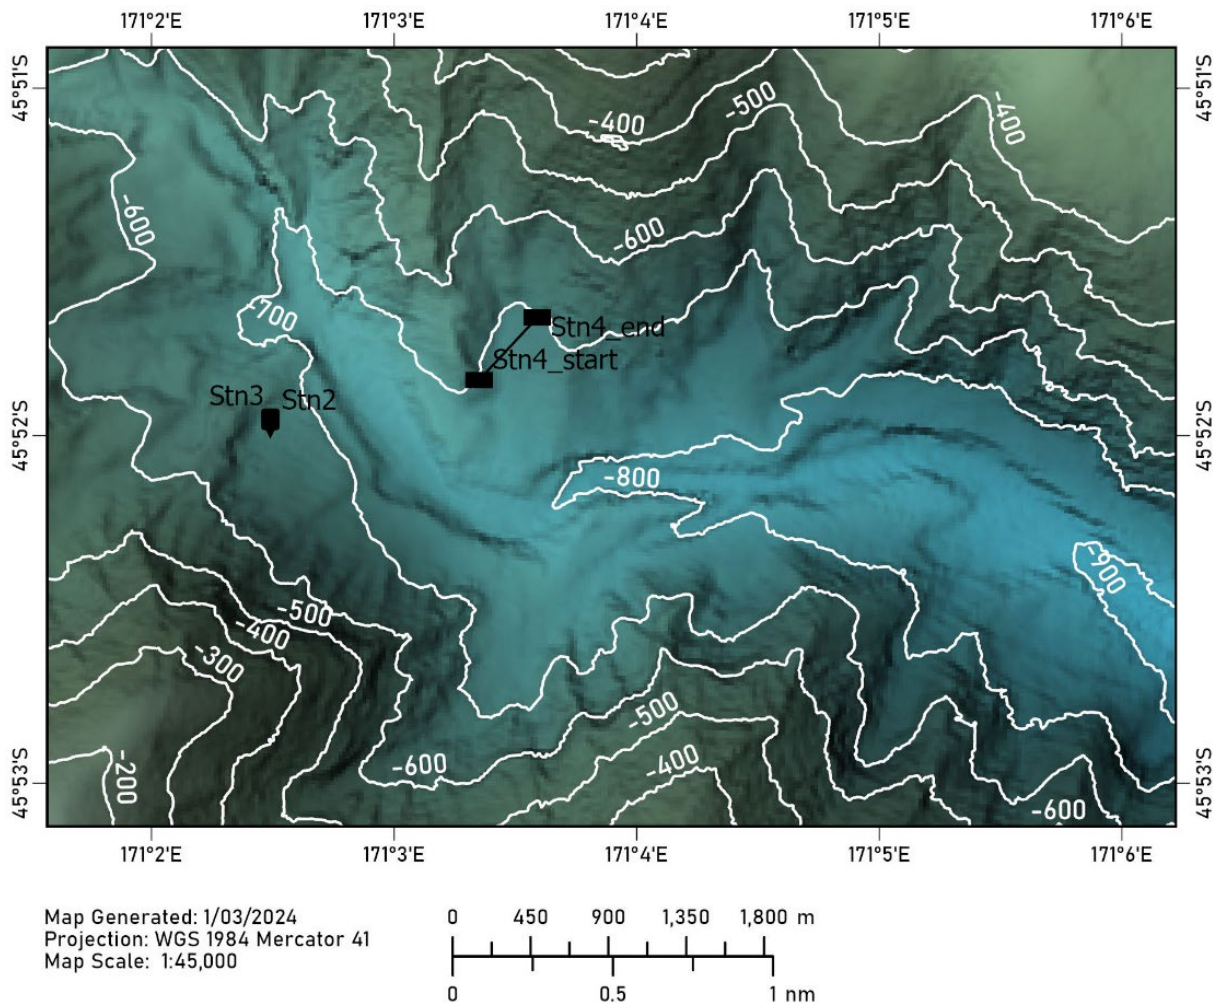 171°2'E 171°3'E 171°4'E 171°5'E 171°6'E
45°51'S 45°51'S
-400 -500 -400
-600 -600
-700
Stn4_end
Stn4_start
Stn3 Stn2
45°52'S 45°52'S
-800
-900
-500
-400
-300
-500
-600 -400
-200
45°53'S 45°53'S
-600
171°2'E 171°3'E 171°4'E 171°5'E 171°6'E
Map Generated: 1/03/2024
Projection: WGS 1984 Mercator 41
Map Scale: 1:45,000
0 450 900 1,350 1,800 m
0 0.5 1 nm